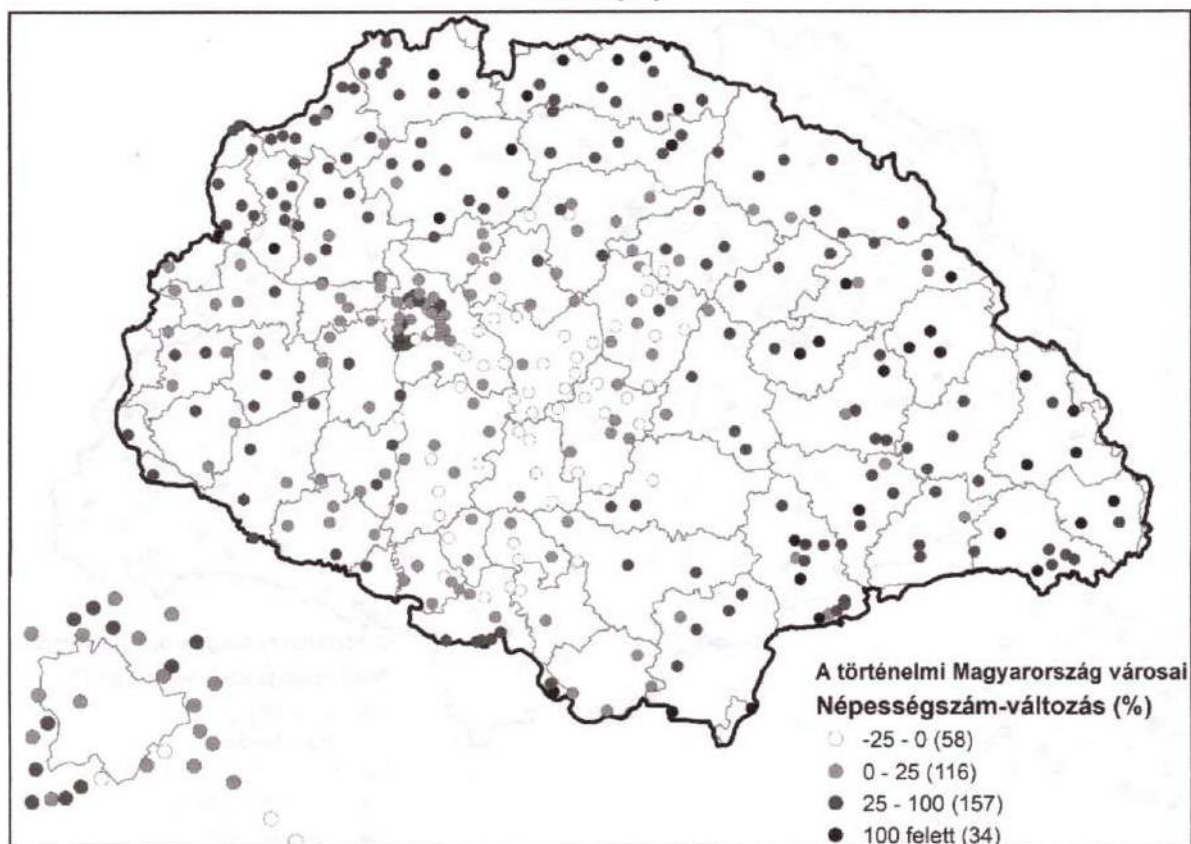 A történelmi Magyarország városai
Népességszám-változás (%)
-25 - 0 (58)
0 - 25 (116)
25 - 100 (157)
100 felett (34)